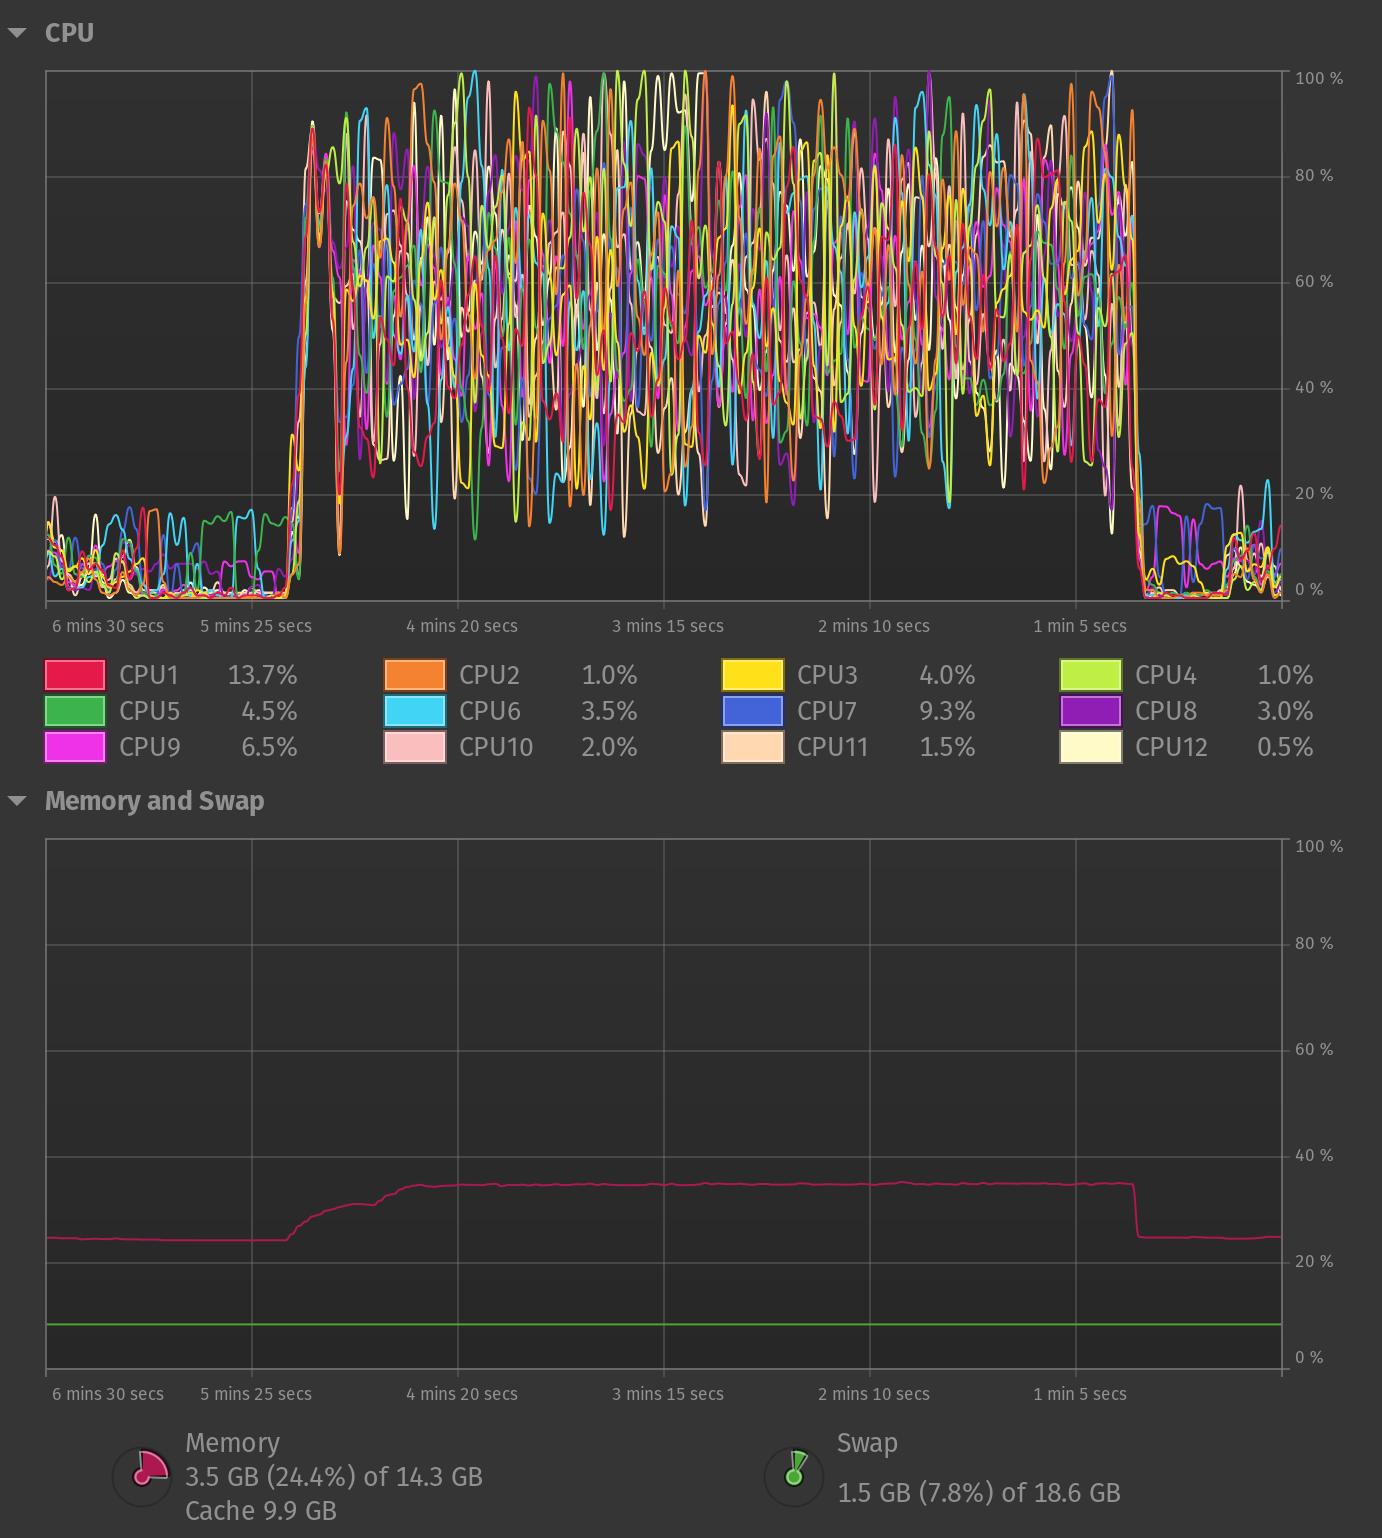 CPU
100 %
80 %
60 %
40 %
20 %
0 %
6 mins 30 secs 5 mins 25 secs 4 mins 20 secs 3 mins 15 secs 2 mins 10 secs 1 min 5 secs
CPU1 13.7% CPU2 1.0% CPU3 4.0% CPU4 1.0%
CPU5 4.5% CPU6 3.5% CPU7 9.3% CPU8 3.0%
CPU9 6.5% CPU10 2.0% CPU11 1.5% CPU12 0.5%
Memory and Swap
100 %
80 %
60 %
40 %
20 %
0 %
6 mins 30 secs 5 mins 25 secs 4 mins 20 secs 3 mins 15 secs 2 mins 10 secs 1 min 5 secs
Memory
3.5 GB (24.4%) of 14.3 GB
Cache 9.9 GB
Swap
1.5 GB (7.8%) of 18.6 GB